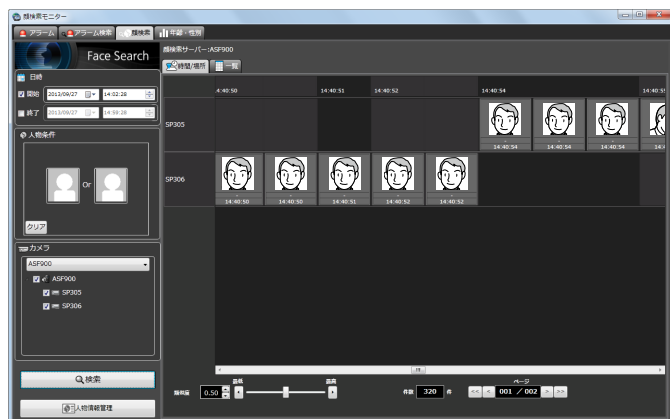 顔検索モニター
アラーム
アラーム検索
顔検索
年齢・性別
Face Search
顔検索サーバー:ASF900
時間/場所
一覧
日時
開始
2013/09/27
14:02:28
終了
2013/09/27
14:59:28
人物条件
Or
クリア
カメラ
ASF900
ASF900
SP305
SP306
検索
人物情報管理
4:40:50
14:40:51
14:40:52
14:40:54
14:40:55
SP305
14:40:54
14:40:54
14:40:54
14:4
SP306
14:40:50
14:40:50
14:40:51
14:40:52
14:40:52
類似度
0.50
最低
最高
件数
320
件
ページ
<<
<
001 / 002
>
>>